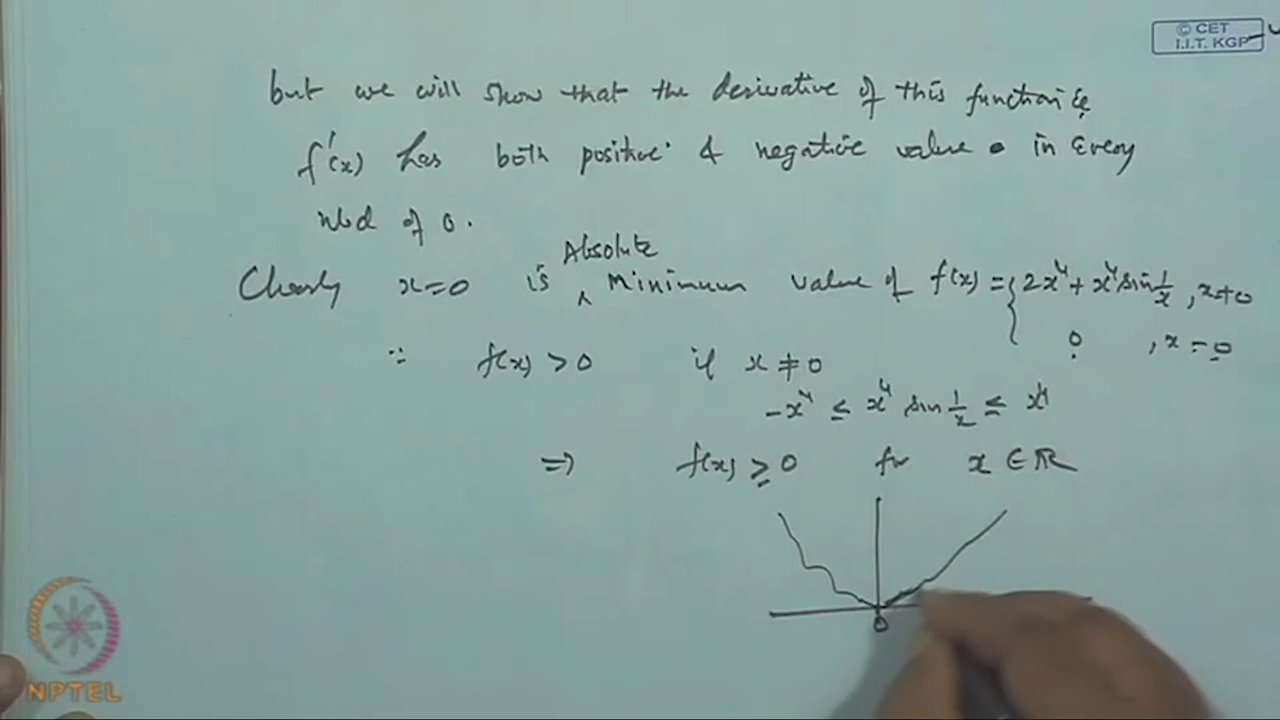 © CET
I.I.T. KGP
but we will show that the derivative of this function ie
f'(x) has both positive & negative value in Every
nbd of 0.
Absolute
Clearly x=0 is ∧ Minimum value of f(x) = { 2x⁴ + x⁴ sin 1/x , x≠0
0 , x = 0
∵ f(x) > 0 if x ≠ 0
-x⁴ ≤ x⁴ sin 1/x ≤ x⁴
⇒ f(x) ≥ 0 for x ∈ ℝ
0
NPTEL